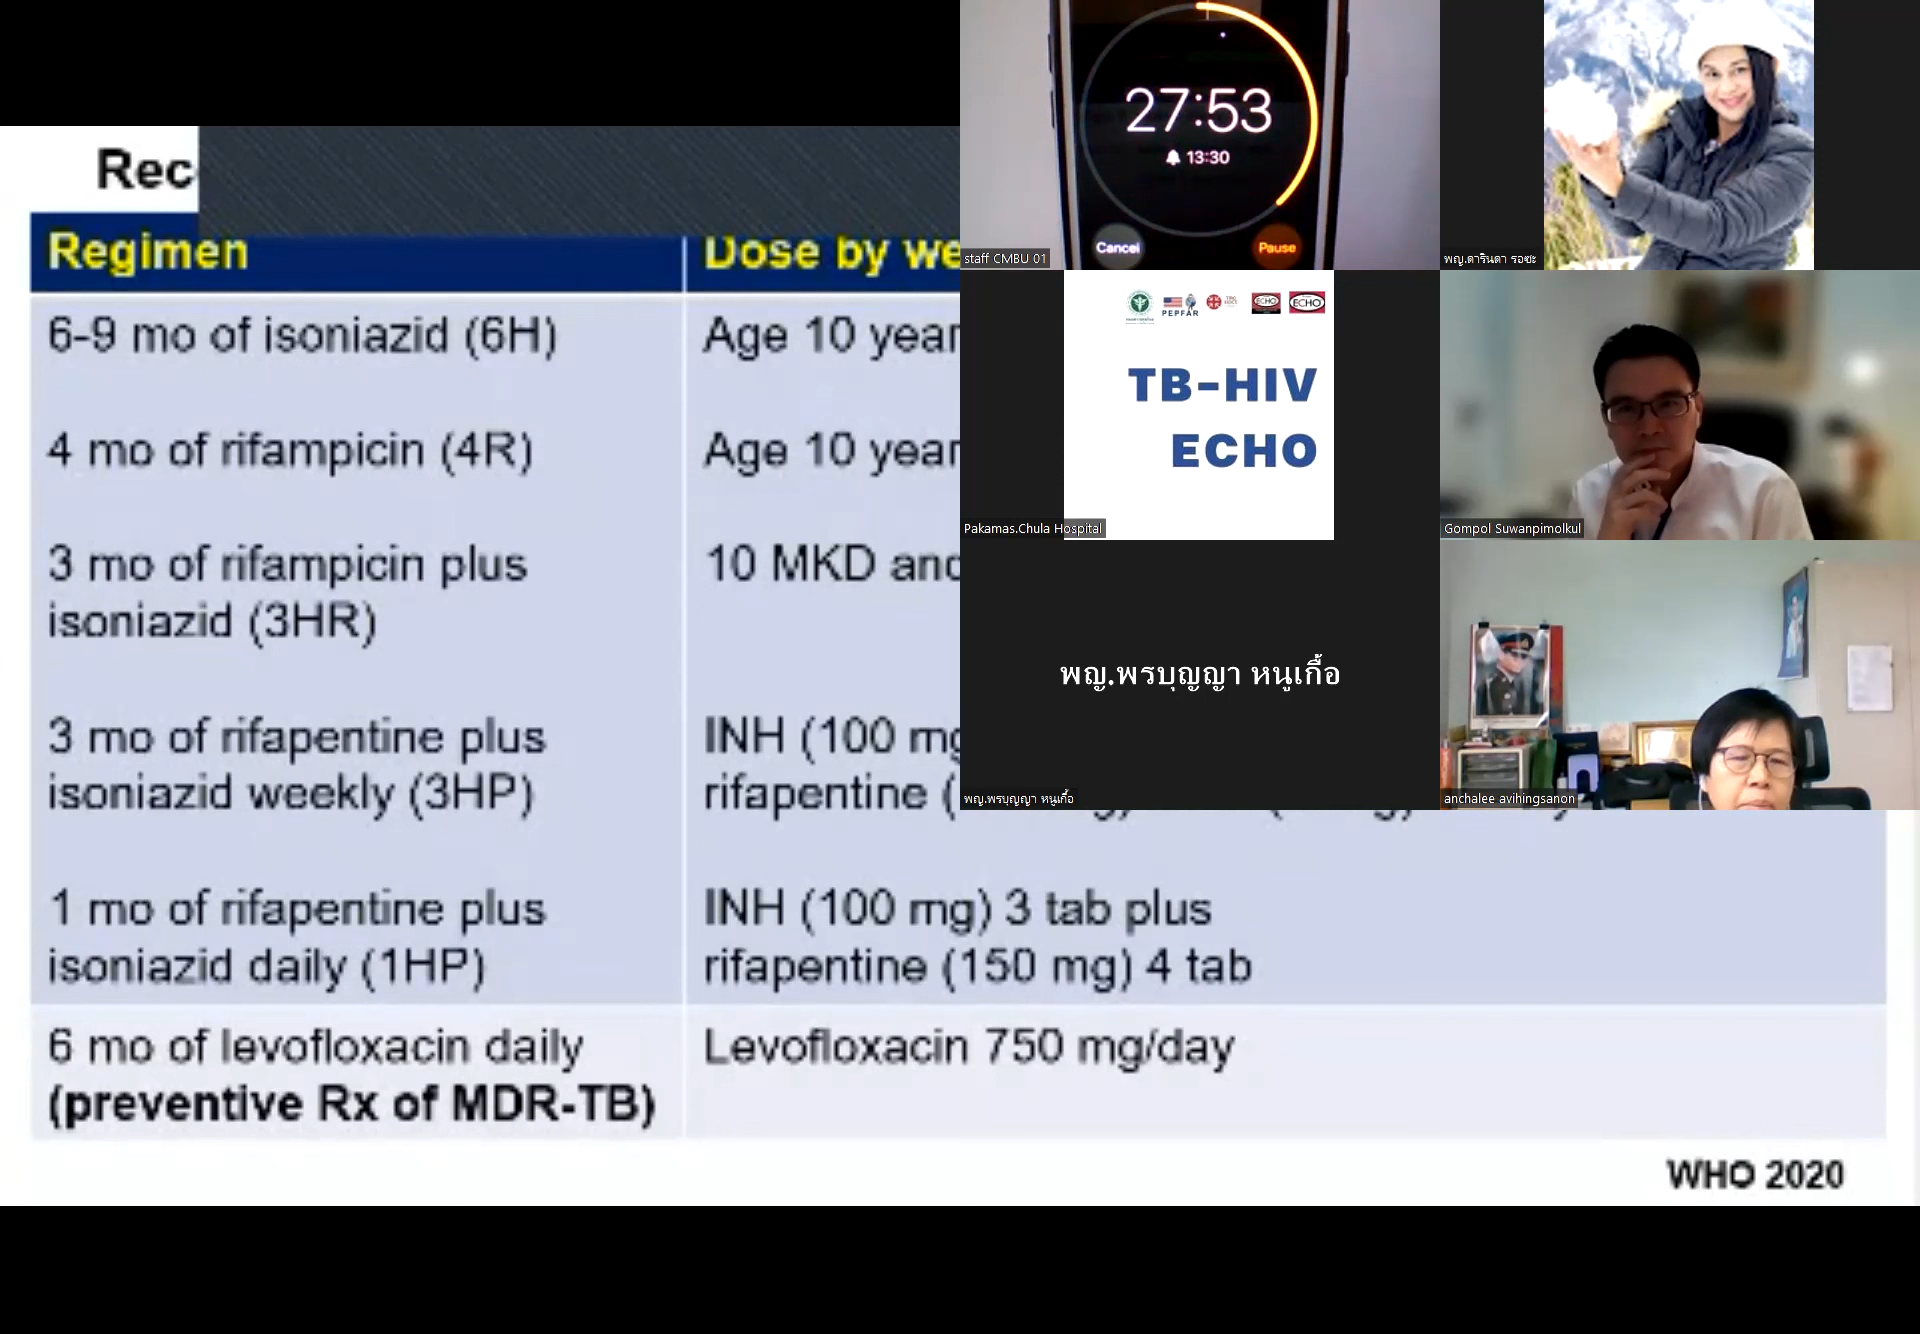 Rec
Regimen
Dose by we
6-9 mo of isoniazid (6H)
Age 10 year
4 mo of rifampicin (4R)
Age 10 year
3 mo of rifampicin plus
isoniazid (3HR)
10 MKD and
3 mo of rifapentine plus
isoniazid weekly (3HP)
INH (100 mg
rifapentine (
1 mo of rifapentine plus
isoniazid daily (1HP)
INH (100 mg) 3 tab plus
rifapentine (150 mg) 4 tab
6 mo of levofloxacin daily
(preventive Rx of MDR-TB)
Levofloxacin 750 mg/day
WHO 2020
27:53
13:30
Cancel
Pause
staff CMBU 01
พญ.ดารินดา รอซะ
PEPFAR
ECHO
ECHO
TB-HIV
ECHO
Pakamas.Chula Hospital
Gompol Suwanpimolkul
พญ.พรบุญญา หนูเกื้อ
พญ.พรบุญญา หนูเกื้อ
anchalee avihingsanon